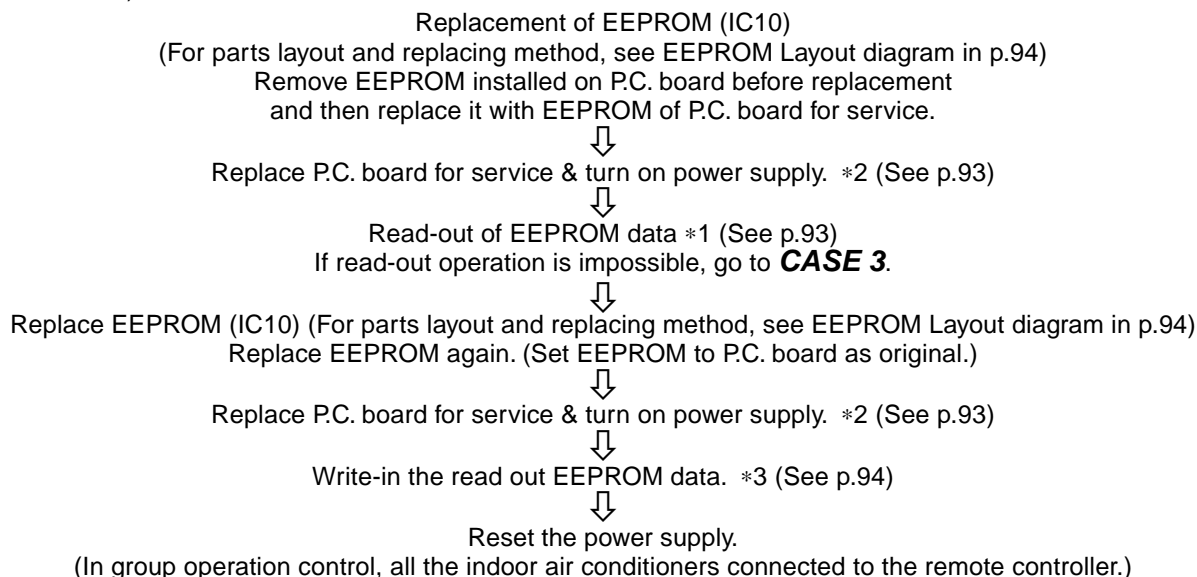 Replacement of EEPROM (IC10)
(For parts layout and replacing method, see EEPROM Layout diagram in p.94)
Remove EEPROM installed on P.C. board before replacement
and then replace it with EEPROM of P.C. board for service.
⇩
Replace P.C. board for service & turn on power supply. *2 (See p.93)
⇩
Read-out of EEPROM data *1 (See p.93)
If read-out operation is impossible, go to CASE 3.
⇩
Replace EEPROM (IC10) (For parts layout and replacing method, see EEPROM Layout diagram in p.94)
Replace EEPROM again. (Set EEPROM to P.C. board as original.)
⇩
Replace P.C. board for service & turn on power supply. *2 (See p.93)
⇩
Write-in the read out EEPROM data. *3 (See p.94)
⇩
Reset the power supply.
(In group operation control, all the indoor air conditioners connected to the remote controller.)